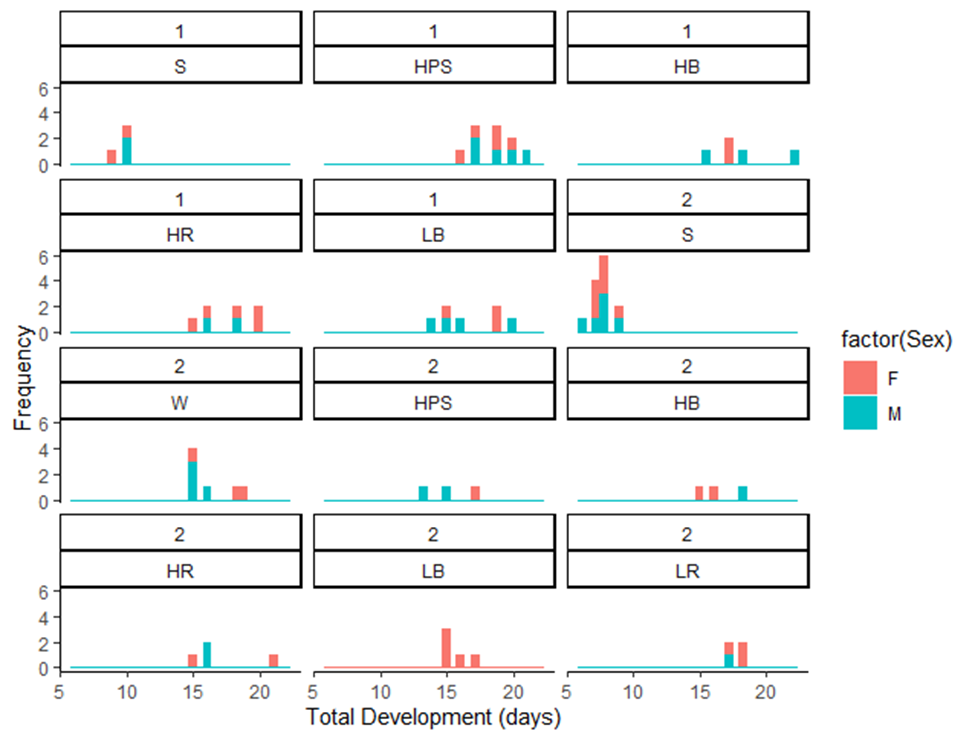 1 1 1
S HPS HB
6
4
2
0
1 1 2
HR LB S
6
4
2
0
2 2 2
W HPS HB
6
4
2
0
2 2 2
HR LB LR
6
4
2
0
5 10 15 20 5 10 15 20 5 10 15 20
Total Development (days)
Frequency
factor(Sex)
F
M